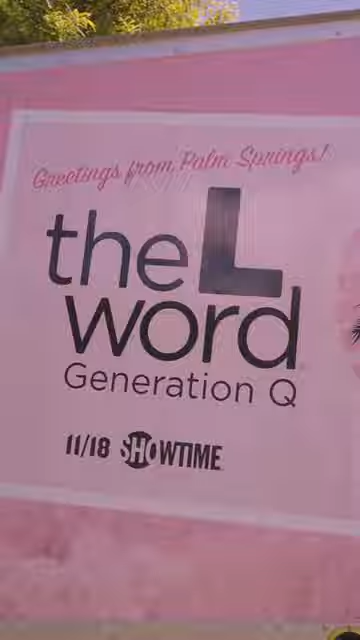 Greetings from Palm Springs!
the L
word
Generation Q
11/18 SHOWTIME